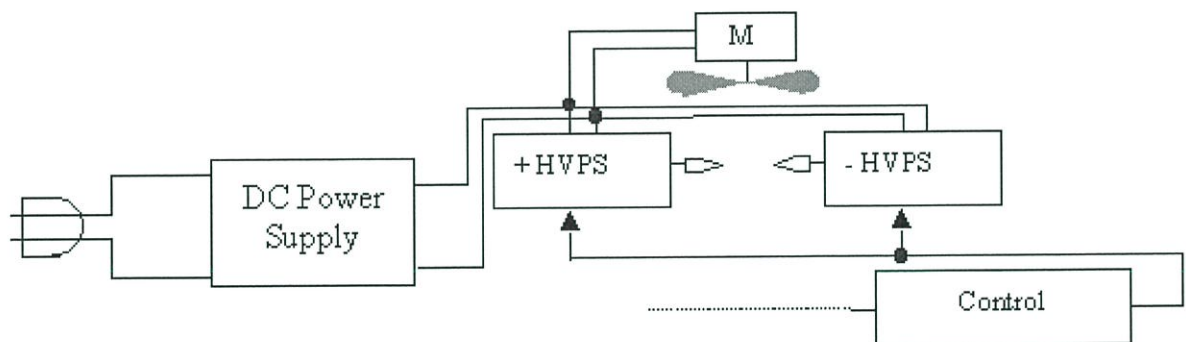 M
+HVPS
- HVPS
DC Power
Supply
Control